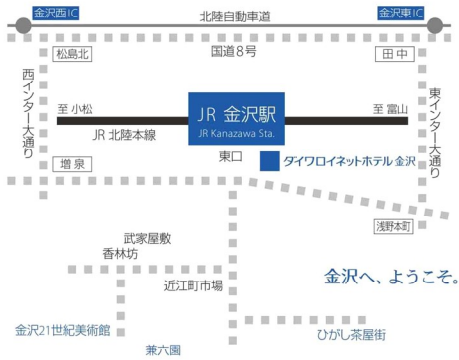 北陸自動車道
金沢西IC
金沢東IC
国道8号
松島北
田中
西インター大通り
東インター大通り
至 小松
JR 金沢駅
JR Kanazawa Sta.
至 富山
JR 北陸本線
東口
ダイワロイネットホテル 金沢
増泉
浅野本町
武家屋敷
香林坊
近江町市場
金沢へ、ようこそ。
金沢21世紀美術館
兼六園
ひがし茶屋街